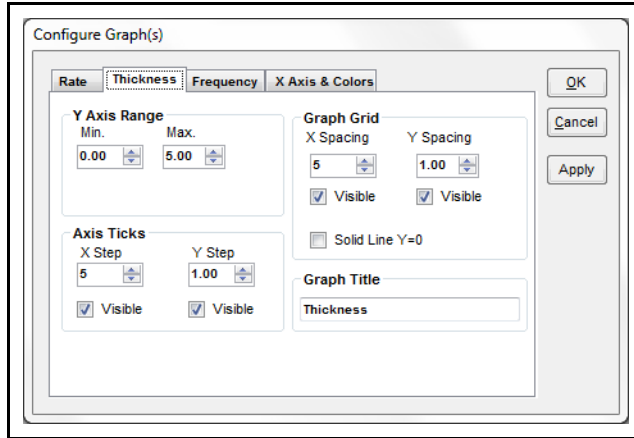 Configure Graph(s)
Rate Thickness Frequency X Axis & Colors
Y Axis Range
Min. Max.
0.00 5.00
Axis Ticks
X Step Y Step
5 1.00
Visible Visible
Graph Grid
X Spacing Y Spacing
5 1.00
Visible Visible
Solid Line Y=0
Graph Title
Thickness
OK
Cancel
Apply